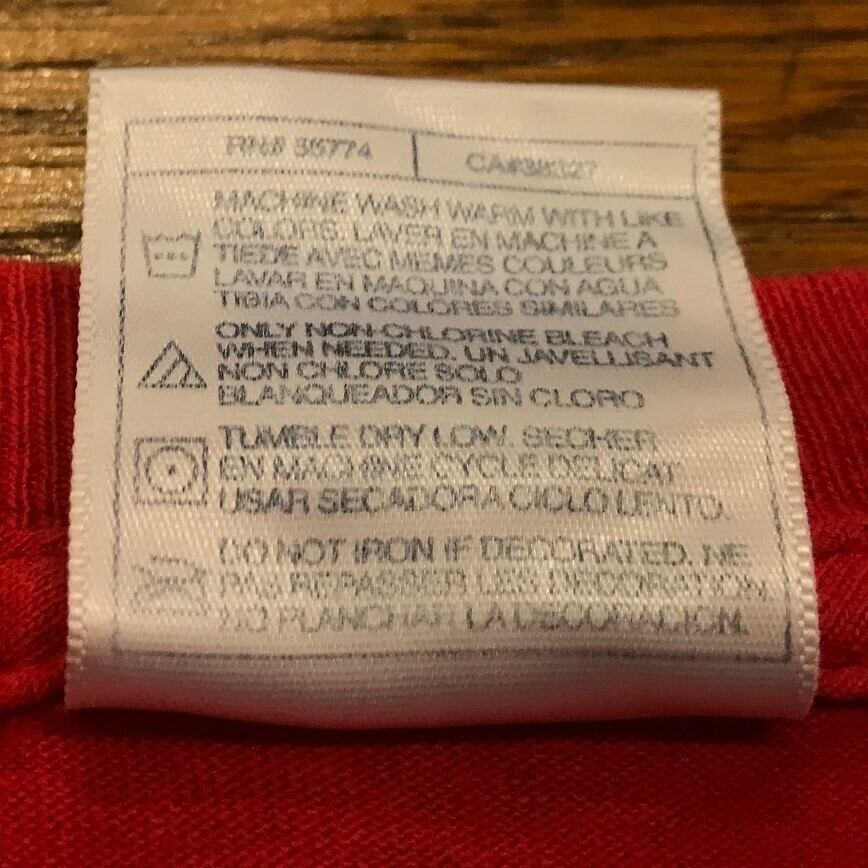 RN# 35774
CA#38327
MACHINE WASH WARM WITH LIKE
COLORS. LAVER EN MACHINE A
TIEDE AVEC MEMES COULEURS
LAVAR EN MAQUINA CON AGUA
TIBIA CON COLORES SIMILARES
ONLY NON-CHLORINE BLEACH
WHEN NEEDED. UN JAVELLISANT
NON CHLORE SOLO
BLANQUEADOR SIN CLORO
TUMBLE DRY LOW. SECHER
EN MACHINE CYCLE DELICAT
USAR SECADORA CICLO LENTO.
DO NOT IRON IF DECORATED. NE
PAS REPASSER LES DECORATION.
NO PLANCHAR LA DECORACION.